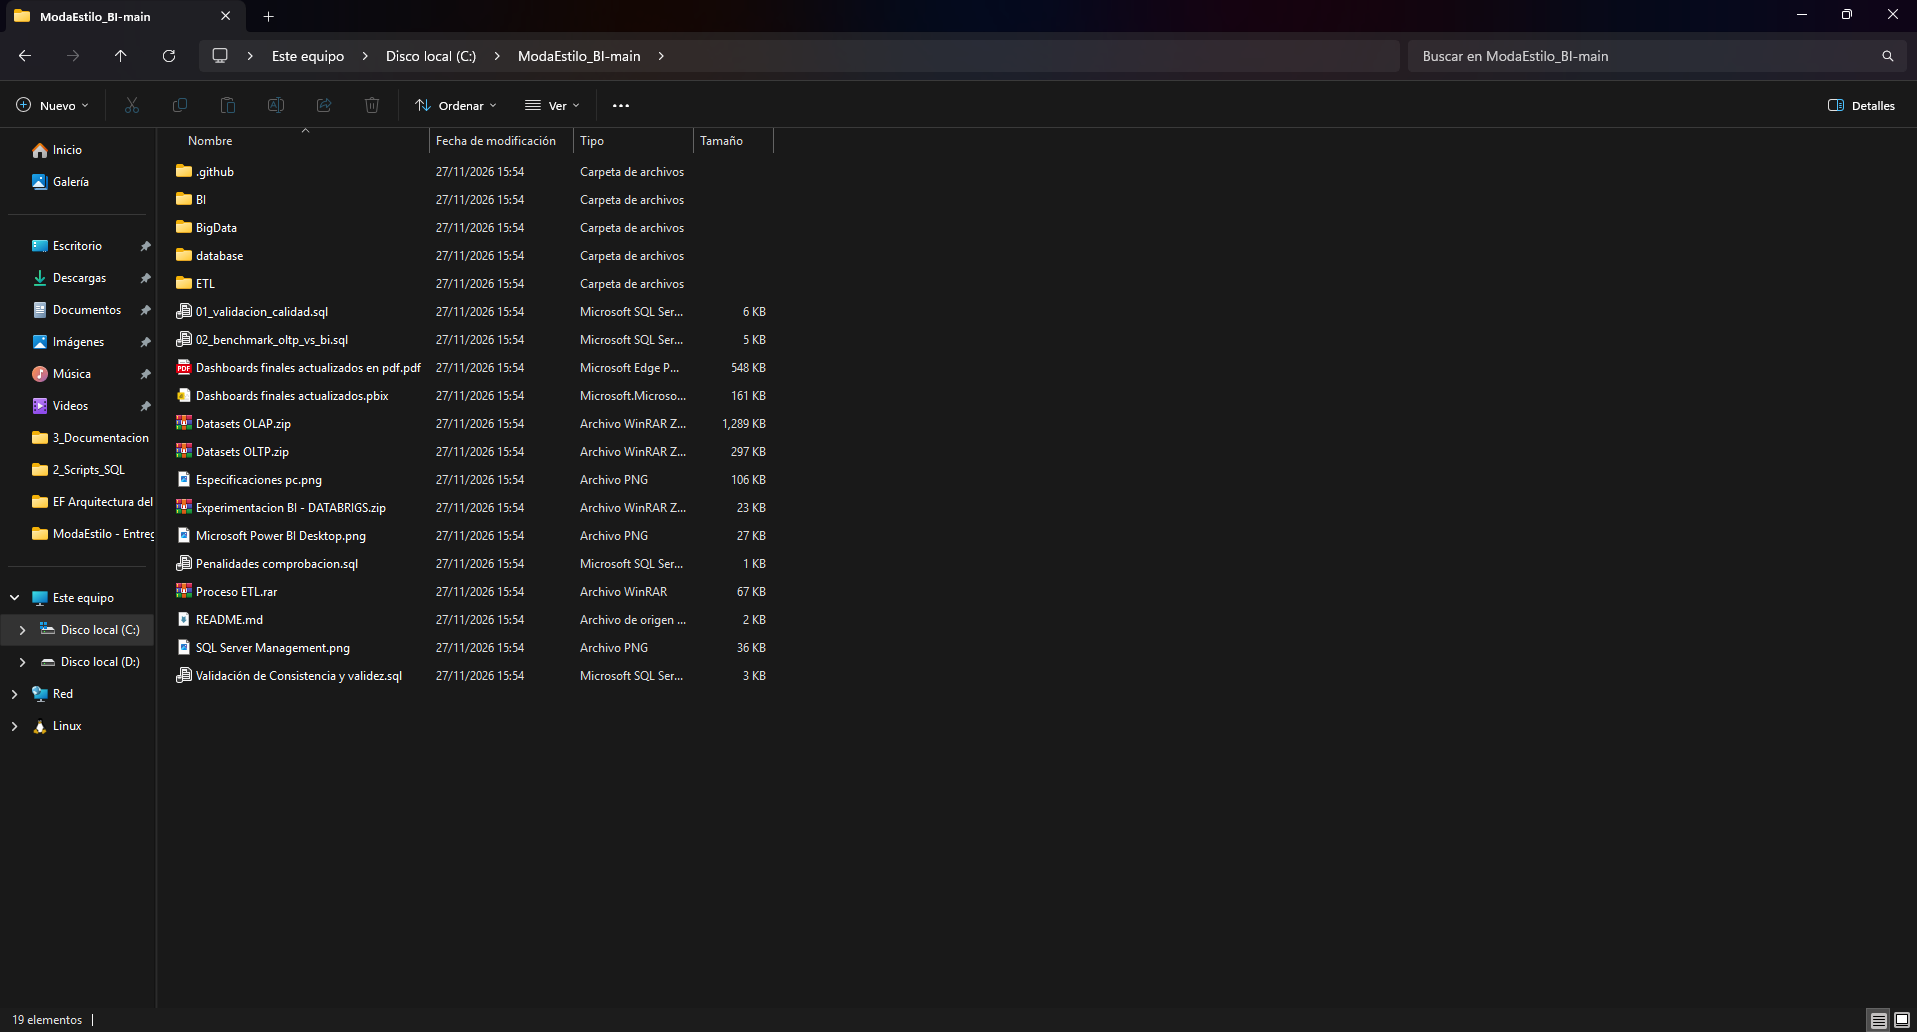 ModaEstilo_BI-main
Este equipo
Disco local (C:)
ModaEstilo_BI-main
Buscar en ModaEstilo_BI-main
Nuevo
Ordenar
Ver
Detalles
Inicio
Galería
Escritorio
Descargas
Documentos
Imágenes
Música
Videos
3_Documentacion
2_Scripts_SQL
EF Arquitectura del
ModaEstilo - Entreg
Este equipo
Disco local (C:)
Disco local (D:)
Red
Linux
Nombre Fecha de modificación Tipo Tamaño
.github 27/11/2026 15:54 Carpeta de archivos
BI 27/11/2026 15:54 Carpeta de archivos
BigData 27/11/2026 15:54 Carpeta de archivos
database 27/11/2026 15:54 Carpeta de archivos
ETL 27/11/2026 15:54 Carpeta de archivos
01_validacion_calidad.sql 27/11/2026 15:54 Microsoft SQL Ser... 6 KB
02_benchmark_oltp_vs_bi.sql 27/11/2026 15:54 Microsoft SQL Ser... 5 KB
Dashboards finales actualizados en pdf.pdf 27/11/2026 15:54 Microsoft Edge P... 548 KB
Dashboards finales actualizados.pbix 27/11/2026 15:54 Microsoft.Microso... 161 KB
Datasets OLAP.zip 27/11/2026 15:54 Archivo WinRAR Z... 1,289 KB
Datasets OLTP.zip 27/11/2026 15:54 Archivo WinRAR Z... 297 KB
Especificaciones pc.png 27/11/2026 15:54 Archivo PNG 106 KB
Experimentacion BI - DATABRIGS.zip 27/11/2026 15:54 Archivo WinRAR Z... 23 KB
Microsoft Power BI Desktop.png 27/11/2026 15:54 Archivo PNG 27 KB
Penalidades comprobacion.sql 27/11/2026 15:54 Microsoft SQL Ser... 1 KB
Proceso ETL.rar 27/11/2026 15:54 Archivo WinRAR 67 KB
README.md 27/11/2026 15:54 Archivo de origen ... 2 KB
SQL Server Management.png 27/11/2026 15:54 Archivo PNG 36 KB
Validación de Consistencia y validez.sql 27/11/2026 15:54 Microsoft SQL Ser... 3 KB
19 elementos